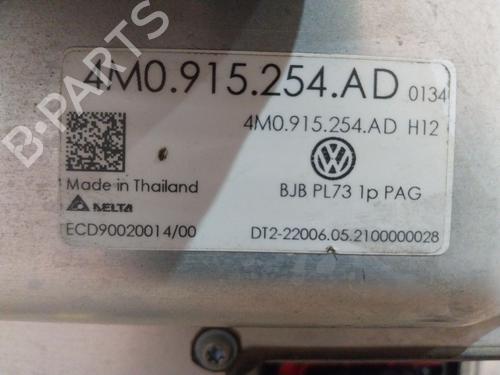 B-PARTS
4M0.915.254.AD 0134
4M0.915.254.AD H12
Made in Thailand
BJB PL73 1p PAG
DELTA
ECD90020014/00
DT2-22006.05.2100000028